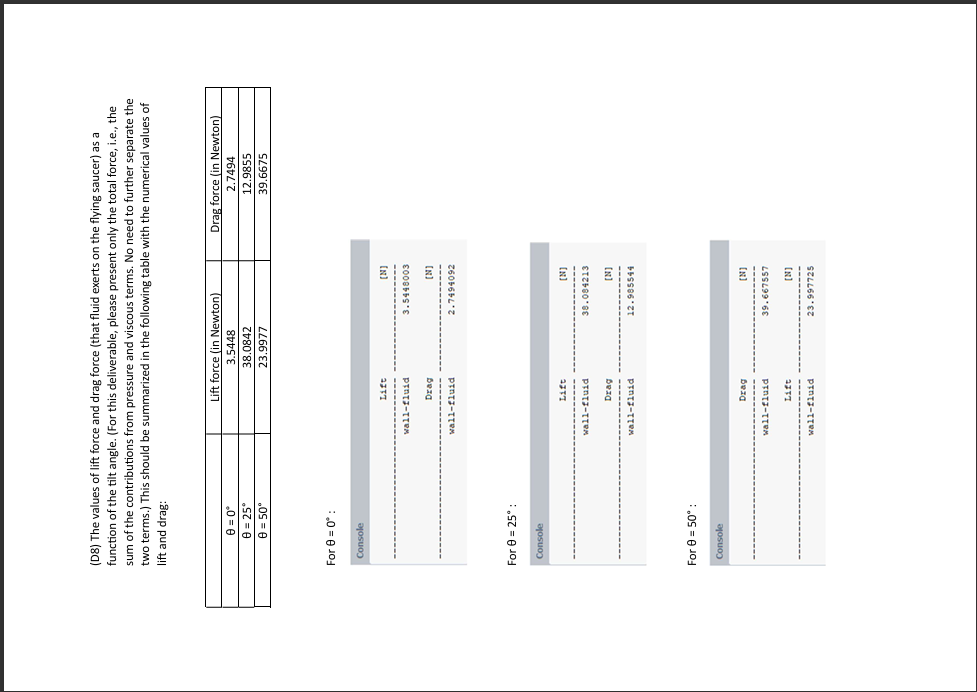 (D8) The values of lift force and drag force (that fluid exerts on the flying saucer) as a
function of the tilt angle. (For this deliverable, please present only the total force, i.e., the
sum of the contributions from pressure and viscous terms. No need to further separate the
two terms.) This should be summarized in the following table with the numerical values of
lift and drag:
Lift force (in Newton) Drag force (in Newton)
θ = 0° 3.5448 2.7494
θ = 25° 38.0842 12.9855
θ = 50° 23.9977 39.6675
For θ = 0° :
Console
Lift [N]
--------------------------------
wall-fluid 3.5448003
Drag [N]
--------------------------------
wall-fluid 2.7494092
For θ = 25° :
Console
Lift [N]
--------------------------------
wall-fluid 38.084213
Drag [N]
--------------------------------
wall-fluid 12.985544
For θ = 50° :
Console
Drag [N]
--------------------------------
wall-fluid 39.667557
Lift [N]
--------------------------------
wall-fluid 23.997725